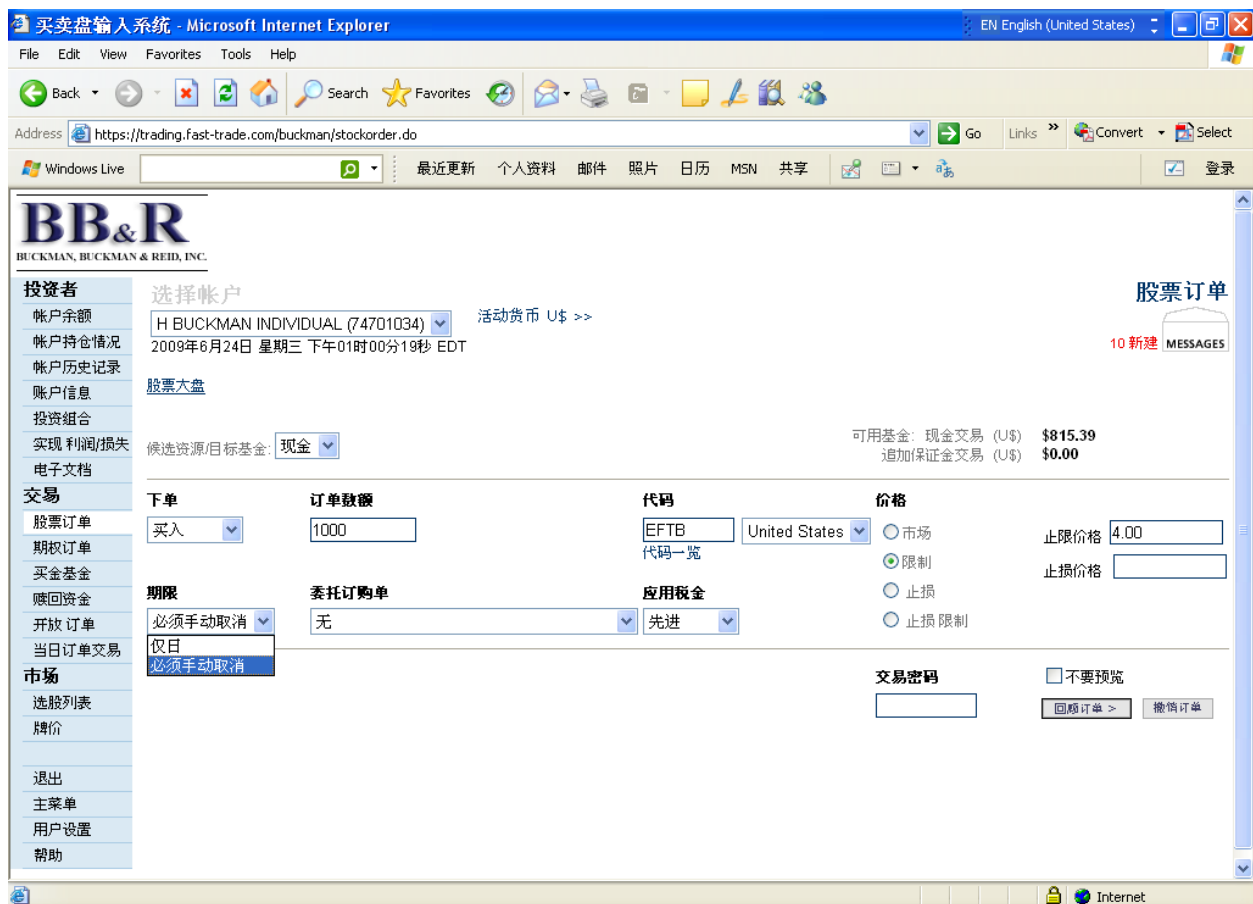 买卖盘输入系统 - Microsoft Internet Explorer
EN English (United States)
File Edit View Favorites Tools Help
Back Search Favorites
Address https://trading.fast-trade.com/buckman/stockorder.do Go Links » Convert Select
Windows Live 最近更新 个人资料 邮件 照片 日历 MSN 共享 登录
BB&R
BUCKMAN, BUCKMAN & REID, INC.
投资者
帐户余额
帐户持仓情况
帐户历史记录
账户信息
投资组合
实现 利润/损失
电子文档
交易
股票订单
期权订单
买金基金
赎回资金
开放 订单
当日订单交易
市场
选股列表
牌价
退出
主菜单
用户设置
帮助
选择帐户
H BUCKMAN INDIVIDUAL (74701034)
活动货币 U$ >>
2009年6月24日 星期三 下午01时00分19秒 EDT
股票订单
10 新建 MESSAGES
股票大盘
候选资源/目标基金: 现金
可用基金: 现金交易 (U$) $815.39
追加保证金交易 (U$) $0.00
下单 订单数额 代码 价格
买入 1000 EFTB United States
代码一览
市场
限制
止损
止损 限制
止限价格 4.00
止损价格
期限 委托订购单 应用税金
必须手动取消 无 先进
仅日
必须手动取消
交易密码
不要预览
回顾订单 > 撤销订单
Internet